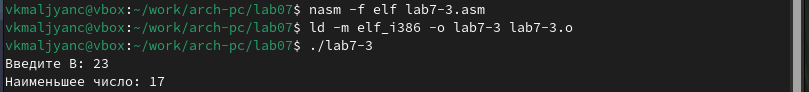 vkmaljyanc@vbox:~/work/arch-pc/lab07$ nasm -f elf lab7-3.asm
vkmaljyanc@vbox:~/work/arch-pc/lab07$ ld -m elf_i386 -o lab7-3 lab7-3.o
vkmaljyanc@vbox:~/work/arch-pc/lab07$ ./lab7-3
Введите В: 23
Наименьшее число: 17